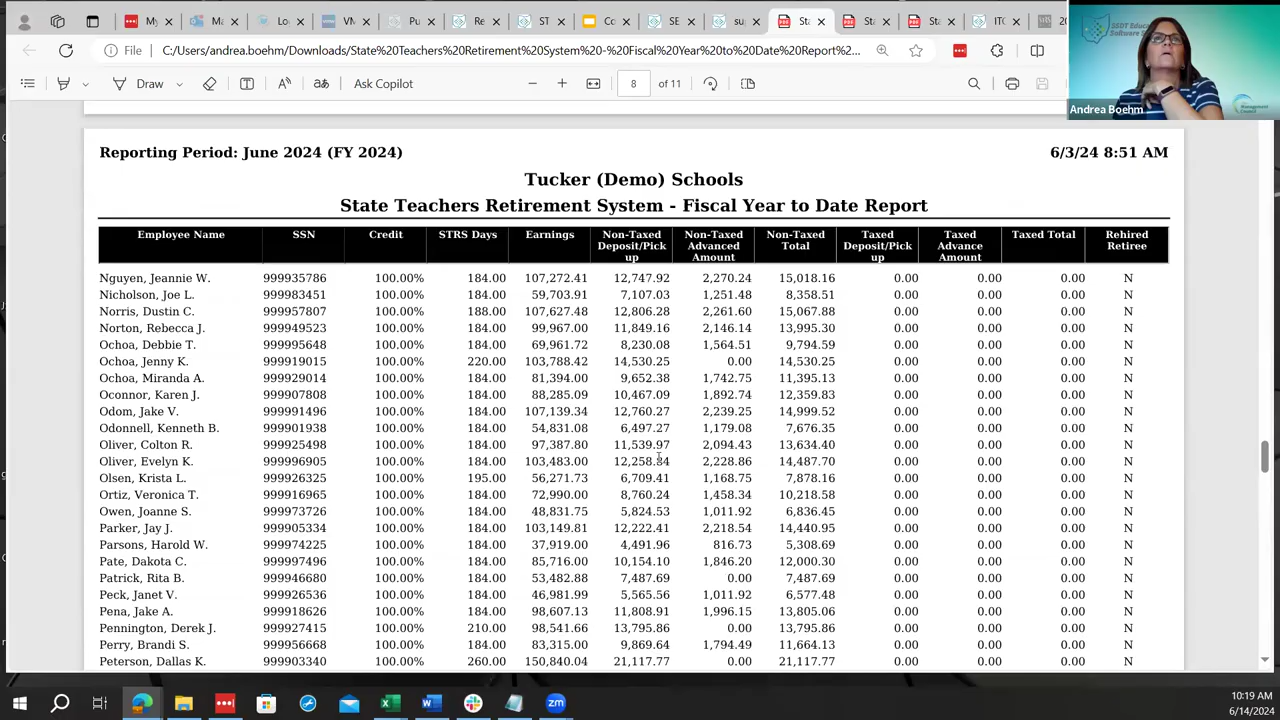 My
Ma
Lo
VM
Pu
Re
ST
Co
SE
su
Sta
Sta
Sta
ITC
20
File
C:/Users/andrea.boehm/Downloads/State%20Teachers%20Retirement%20System%20-%20Fiscal%20Year%20to%20Date%20Report%2...
Draw
Ask Copilot
8 of 11
SSDT Educa
Software S
Management
Council
Andrea Boehm
Reporting Period: June 2024 (FY 2024) 6/3/24 8:51 AM
Tucker (Demo) Schools
State Teachers Retirement System - Fiscal Year to Date Report
Employee Name SSN Credit STRS Days Earnings Non-Taxed Deposit/Pick up Non-Taxed Advanced Amount Non-Taxed Total Taxed Deposit/Pick up Taxed Advance Amount Taxed Total Rehired Retiree
Nguyen, Jeannie W. 999935786 100.00% 184.00 107,272.41 12,747.92 2,270.24 15,018.16 0.00 0.00 0.00 N
Nicholson, Joe L. 999983451 100.00% 184.00 59,703.91 7,107.03 1,251.48 8,358.51 0.00 0.00 0.00 N
Norris, Dustin C. 999957807 100.00% 188.00 107,627.48 12,806.28 2,261.60 15,067.88 0.00 0.00 0.00 N
Norton, Rebecca J. 999949523 100.00% 184.00 99,967.00 11,849.16 2,146.14 13,995.30 0.00 0.00 0.00 N
Ochoa, Debbie T. 999995648 100.00% 184.00 69,961.72 8,230.08 1,564.51 9,794.59 0.00 0.00 0.00 N
Ochoa, Jenny K. 999919015 100.00% 220.00 103,788.42 14,530.25 0.00 14,530.25 0.00 0.00 0.00 N
Ochoa, Miranda A. 999929014 100.00% 184.00 81,394.00 9,652.38 1,742.75 11,395.13 0.00 0.00 0.00 N
Oconnor, Karen J. 999907808 100.00% 184.00 88,285.09 10,467.09 1,892.74 12,359.83 0.00 0.00 0.00 N
Odom, Jake V. 999991496 100.00% 184.00 107,139.34 12,760.27 2,239.25 14,999.52 0.00 0.00 0.00 N
Odonnell, Kenneth B. 999901938 100.00% 184.00 54,831.08 6,497.27 1,179.08 7,676.35 0.00 0.00 0.00 N
Oliver, Colton R. 999925498 100.00% 184.00 97,387.80 11,539.97 2,094.43 13,634.40 0.00 0.00 0.00 N
Oliver, Evelyn K. 999996905 100.00% 184.00 103,483.00 12,258.84 2,228.86 14,487.70 0.00 0.00 0.00 N
Olsen, Krista L. 999926325 100.00% 195.00 56,271.73 6,709.41 1,168.75 7,878.16 0.00 0.00 0.00 N
Ortiz, Veronica T. 999916965 100.00% 184.00 72,990.00 8,760.24 1,458.34 10,218.58 0.00 0.00 0.00 N
Owen, Joanne S. 999973726 100.00% 184.00 48,831.75 5,824.53 1,011.92 6,836.45 0.00 0.00 0.00 N
Parker, Jay J. 999905334 100.00% 184.00 103,149.81 12,222.41 2,218.54 14,440.95 0.00 0.00 0.00 N
Parsons, Harold W. 999974225 100.00% 184.00 37,919.00 4,491.96 816.73 5,308.69 0.00 0.00 0.00 N
Pate, Dakota C. 999997496 100.00% 184.00 85,716.00 10,154.10 1,846.20 12,000.30 0.00 0.00 0.00 N
Patrick, Rita B. 999946680 100.00% 184.00 53,482.88 7,487.69 0.00 7,487.69 0.00 0.00 0.00 N
Peck, Janet V. 999926536 100.00% 184.00 46,981.99 5,565.56 1,011.92 6,577.48 0.00 0.00 0.00 N
Pena, Jake A. 999918626 100.00% 184.00 98,607.13 11,808.91 1,996.15 13,805.06 0.00 0.00 0.00 N
Pennington, Derek J. 999927415 100.00% 210.00 98,541.66 13,795.86 0.00 13,795.86 0.00 0.00 0.00 N
Perry, Brandi S. 999956668 100.00% 184.00 83,315.00 9,869.64 1,794.49 11,664.13 0.00 0.00 0.00 N
Peterson, Dallas K. 999903340 100.00% 260.00 150,840.04 21,117.77 0.00 21,117.77 0.00 0.00 0.00 N
10:19 AM
6/14/2024